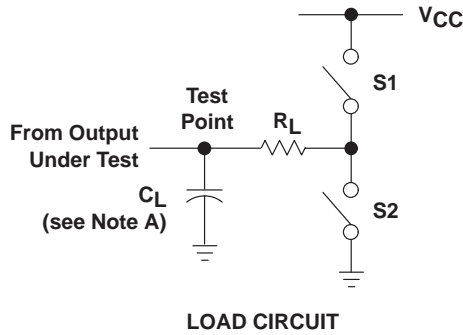 VCC
S1
Test
Point
RL
From Output
Under Test
CL
(see Note A)
S2
LOAD CIRCUIT